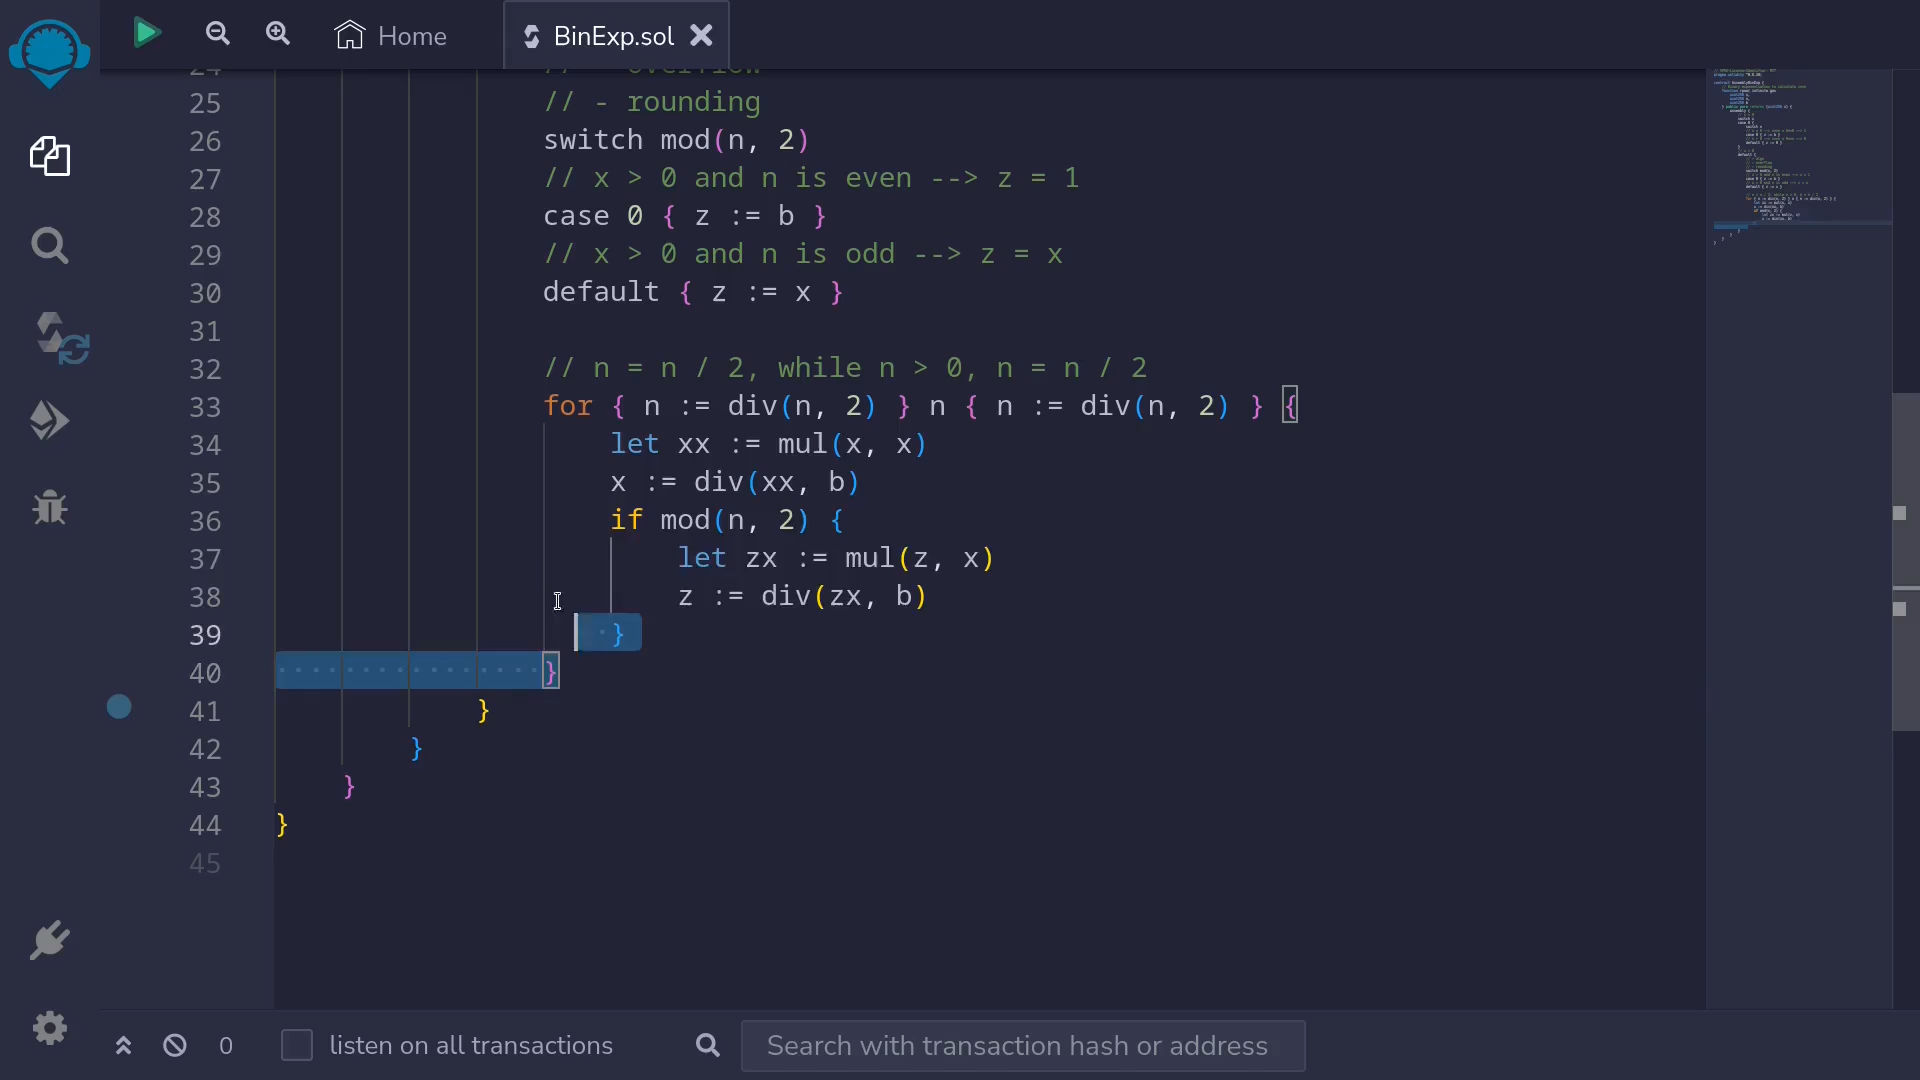 Home
BinExp.sol
24 // - overflow
25 // - rounding
26 switch mod(n, 2)
27 // x > 0 and n is even --> z = 1
28 case 0 { z := b }
29 // x > 0 and n is odd --> z = x
30 default { z := x }
31
32 // n = n / 2, while n > 0, n = n / 2
33 for { n := div(n, 2) } n { n := div(n, 2) } {
34 let xx := mul(x, x)
35 x := div(xx, b)
36 if mod(n, 2) {
37 let zx := mul(z, x)
38 z := div(zx, b)
39 }
40 }
41 }
42 }
43 }
44 }
45
0 listen on all transactions Search with transaction hash or address